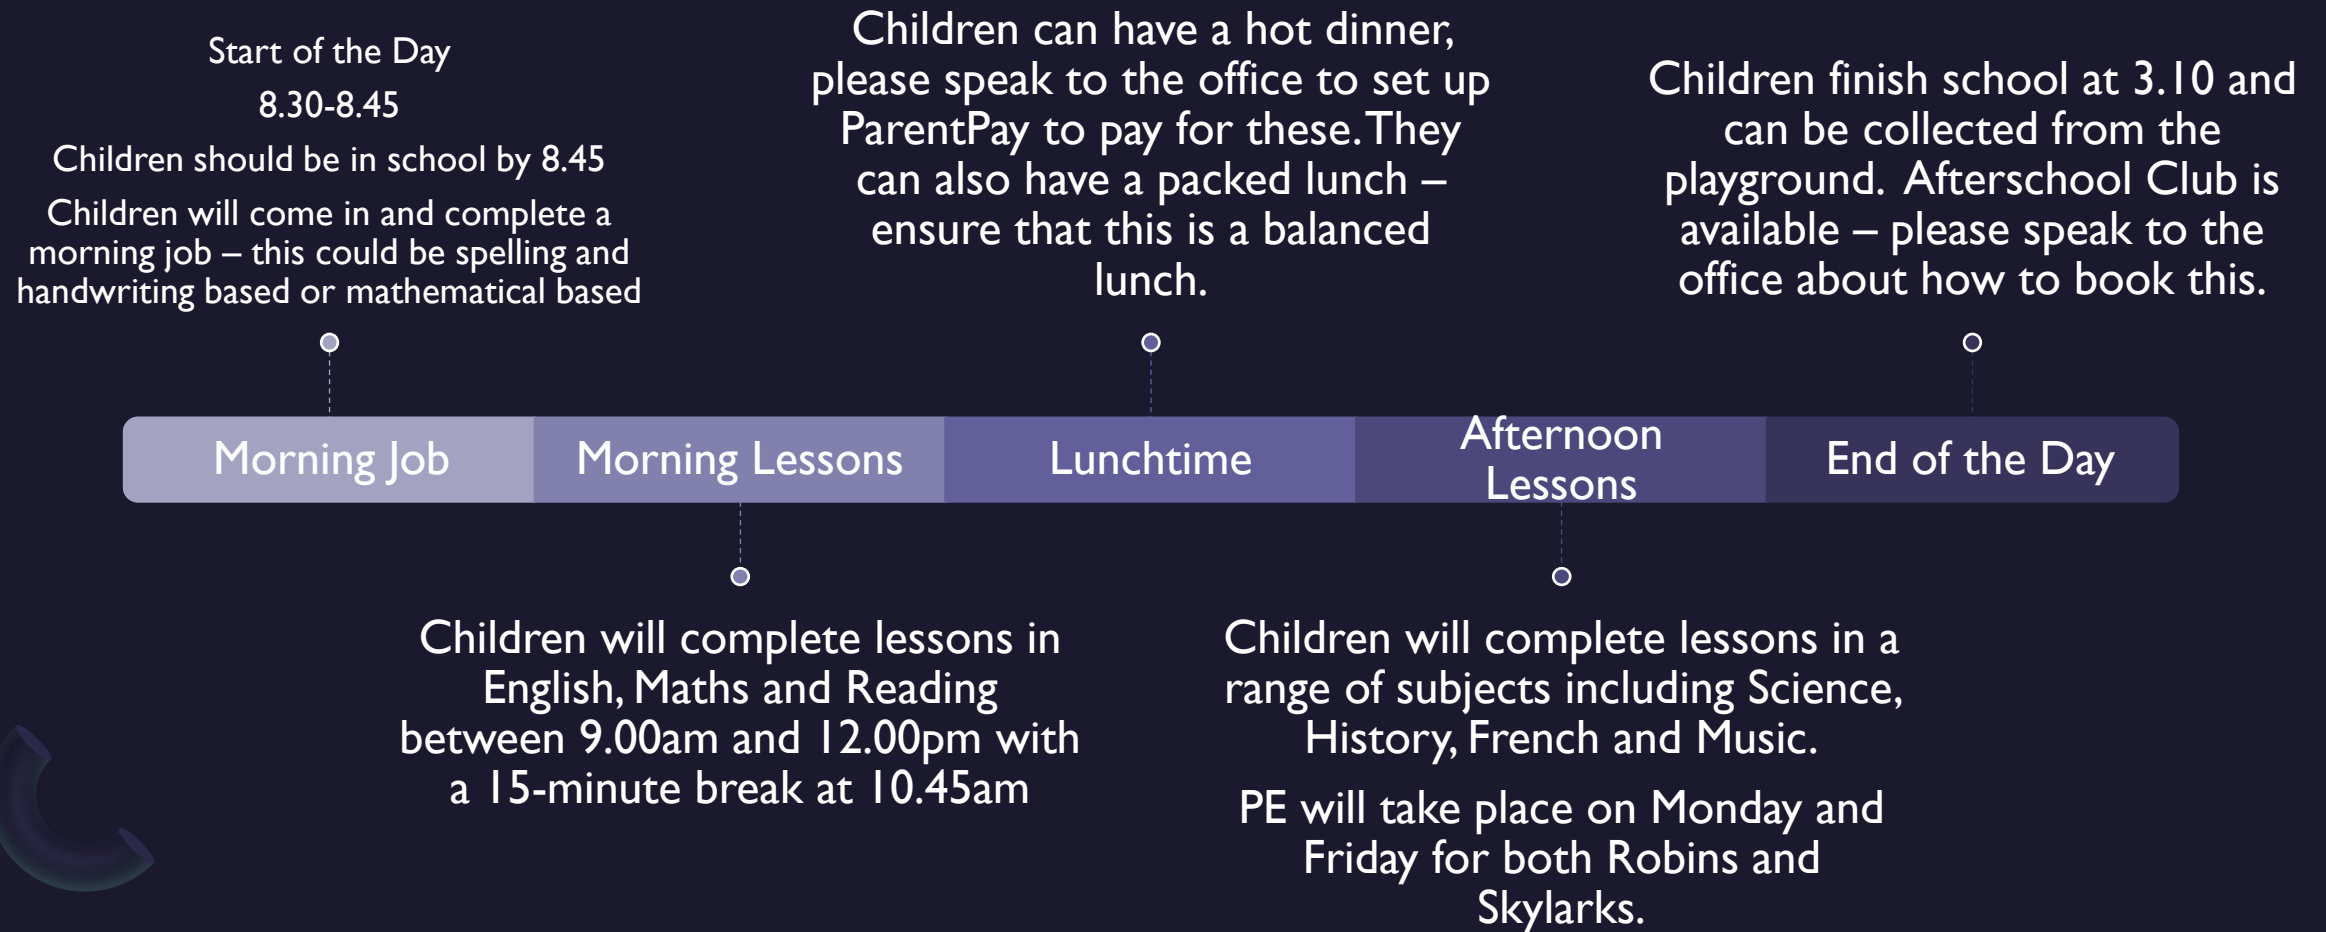 Start of the Day
8.30-8.45
Children should be in school by 8.45
Children will come in and complete a
morning job – this could be spelling and
handwriting based or mathematical based
Children can have a hot dinner,
please speak to the office to set up
ParentPay to pay for these. They
can also have a packed lunch –
ensure that this is a balanced
lunch.
Children finish school at 3.10 and
can be collected from the
playground. Afterschool Club is
available – please speak to the
office about how to book this.
Morning Job
Morning Lessons
Lunchtime
Afternoon
Lessons
End of the Day
Children will complete lessons in
English, Maths and Reading
between 9.00am and 12.00pm with
a 15-minute break at 10.45am
Children will complete lessons in a
range of subjects including Science,
History, French and Music.
PE will take place on Monday and
Friday for both Robins and
Skylarks.